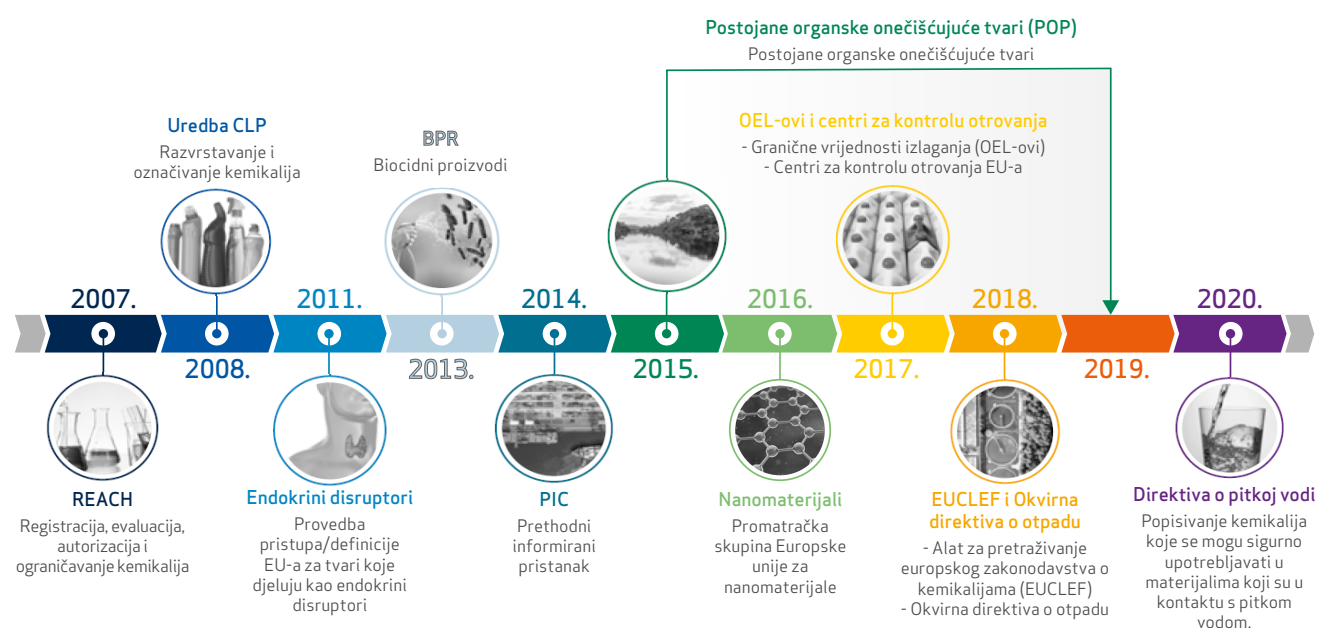 Postojane organske onečišćujuće tvari (POP)
Postojane organske onečišćujuće tvari
Uredba CLP
Razvrstavanje i
označivanje kemikalija
BPR
Biocidni proizvodi
OEL-ovi i centri za kontrolu otrovanja
- Granične vrijednosti izlaganja (OEL-ovi)
- Centri za kontrolu otrovanja EU-a
2007.
2008.
2011.
2013.
2014.
2015.
2016.
2017.
2018.
2019.
2020.
REACH
Registracija, evaluacija,
autorizacija i
ograničavanje kemikalija
Endokrini disruptori
Provedba
pristupa/definicije
EU-a za tvari koje
djeluju kao endokrini
disruptori
PIC
Prethodni
informirani
pristanak
Nanomaterijali
Promatračka
skupina Europske
unije za
nanomaterijale
EUCLEF i Okvirna
direktiva o otpadu
- Alat za pretraživanje
europskog zakonodavstva o
kemikalijama (EUCLEF)
- Okvirna direktiva o otpadu
Direktiva o pitkoj vodi
Popisivanje kemikalija
koje se mogu sigurno
upotrebljavati u
materijalima koji su u
kontaktu s pitkom
vodom.